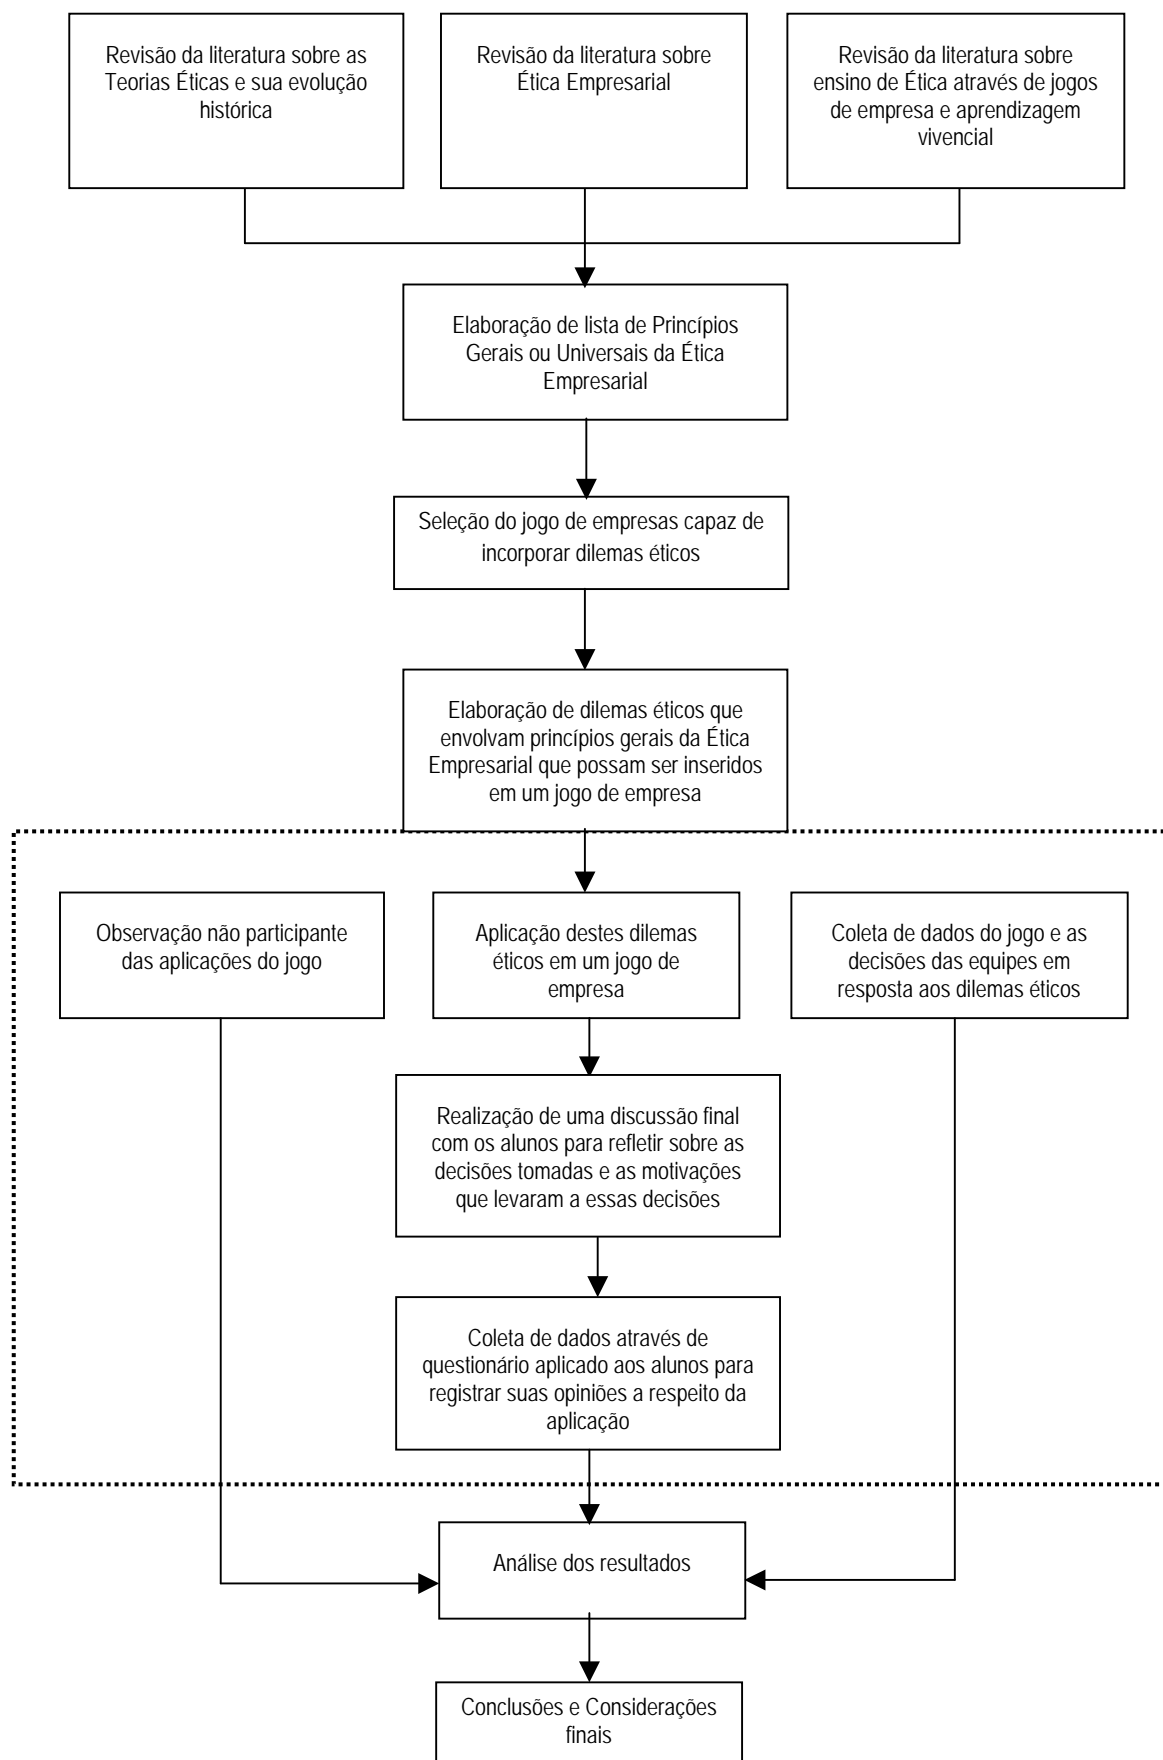 Revisão da literatura sobre as
Teorias Éticas e sua evolução
histórica
Revisão da literatura sobre
Ética Empresarial
Revisão da literatura sobre
ensino de Ética através de jogos
de empresa e aprendizagem
vivencial
Elaboração de lista de Princípios
Gerais ou Universais da Ética
Empresarial
Seleção do jogo de empresas capaz de
incorporar dilemas éticos
Elaboração de dilemas éticos que
envolvam princípios gerais da Ética
Empresarial que possam ser inseridos
em um jogo de empresa
Observação não participante
das aplicações do jogo
Aplicação destes dilemas
éticos em um jogo de
empresa
Coleta de dados do jogo e as
decisões das equipes em
resposta aos dilemas éticos
Realização de uma discussão final
com os alunos para refletir sobre as
decisões tomadas e as motivações
que levaram a essas decisões
Coleta de dados através de
questionário aplicado aos alunos para
registrar suas opiniões a respeito da
aplicação
Análise dos resultados
Conclusões e Considerações
finais